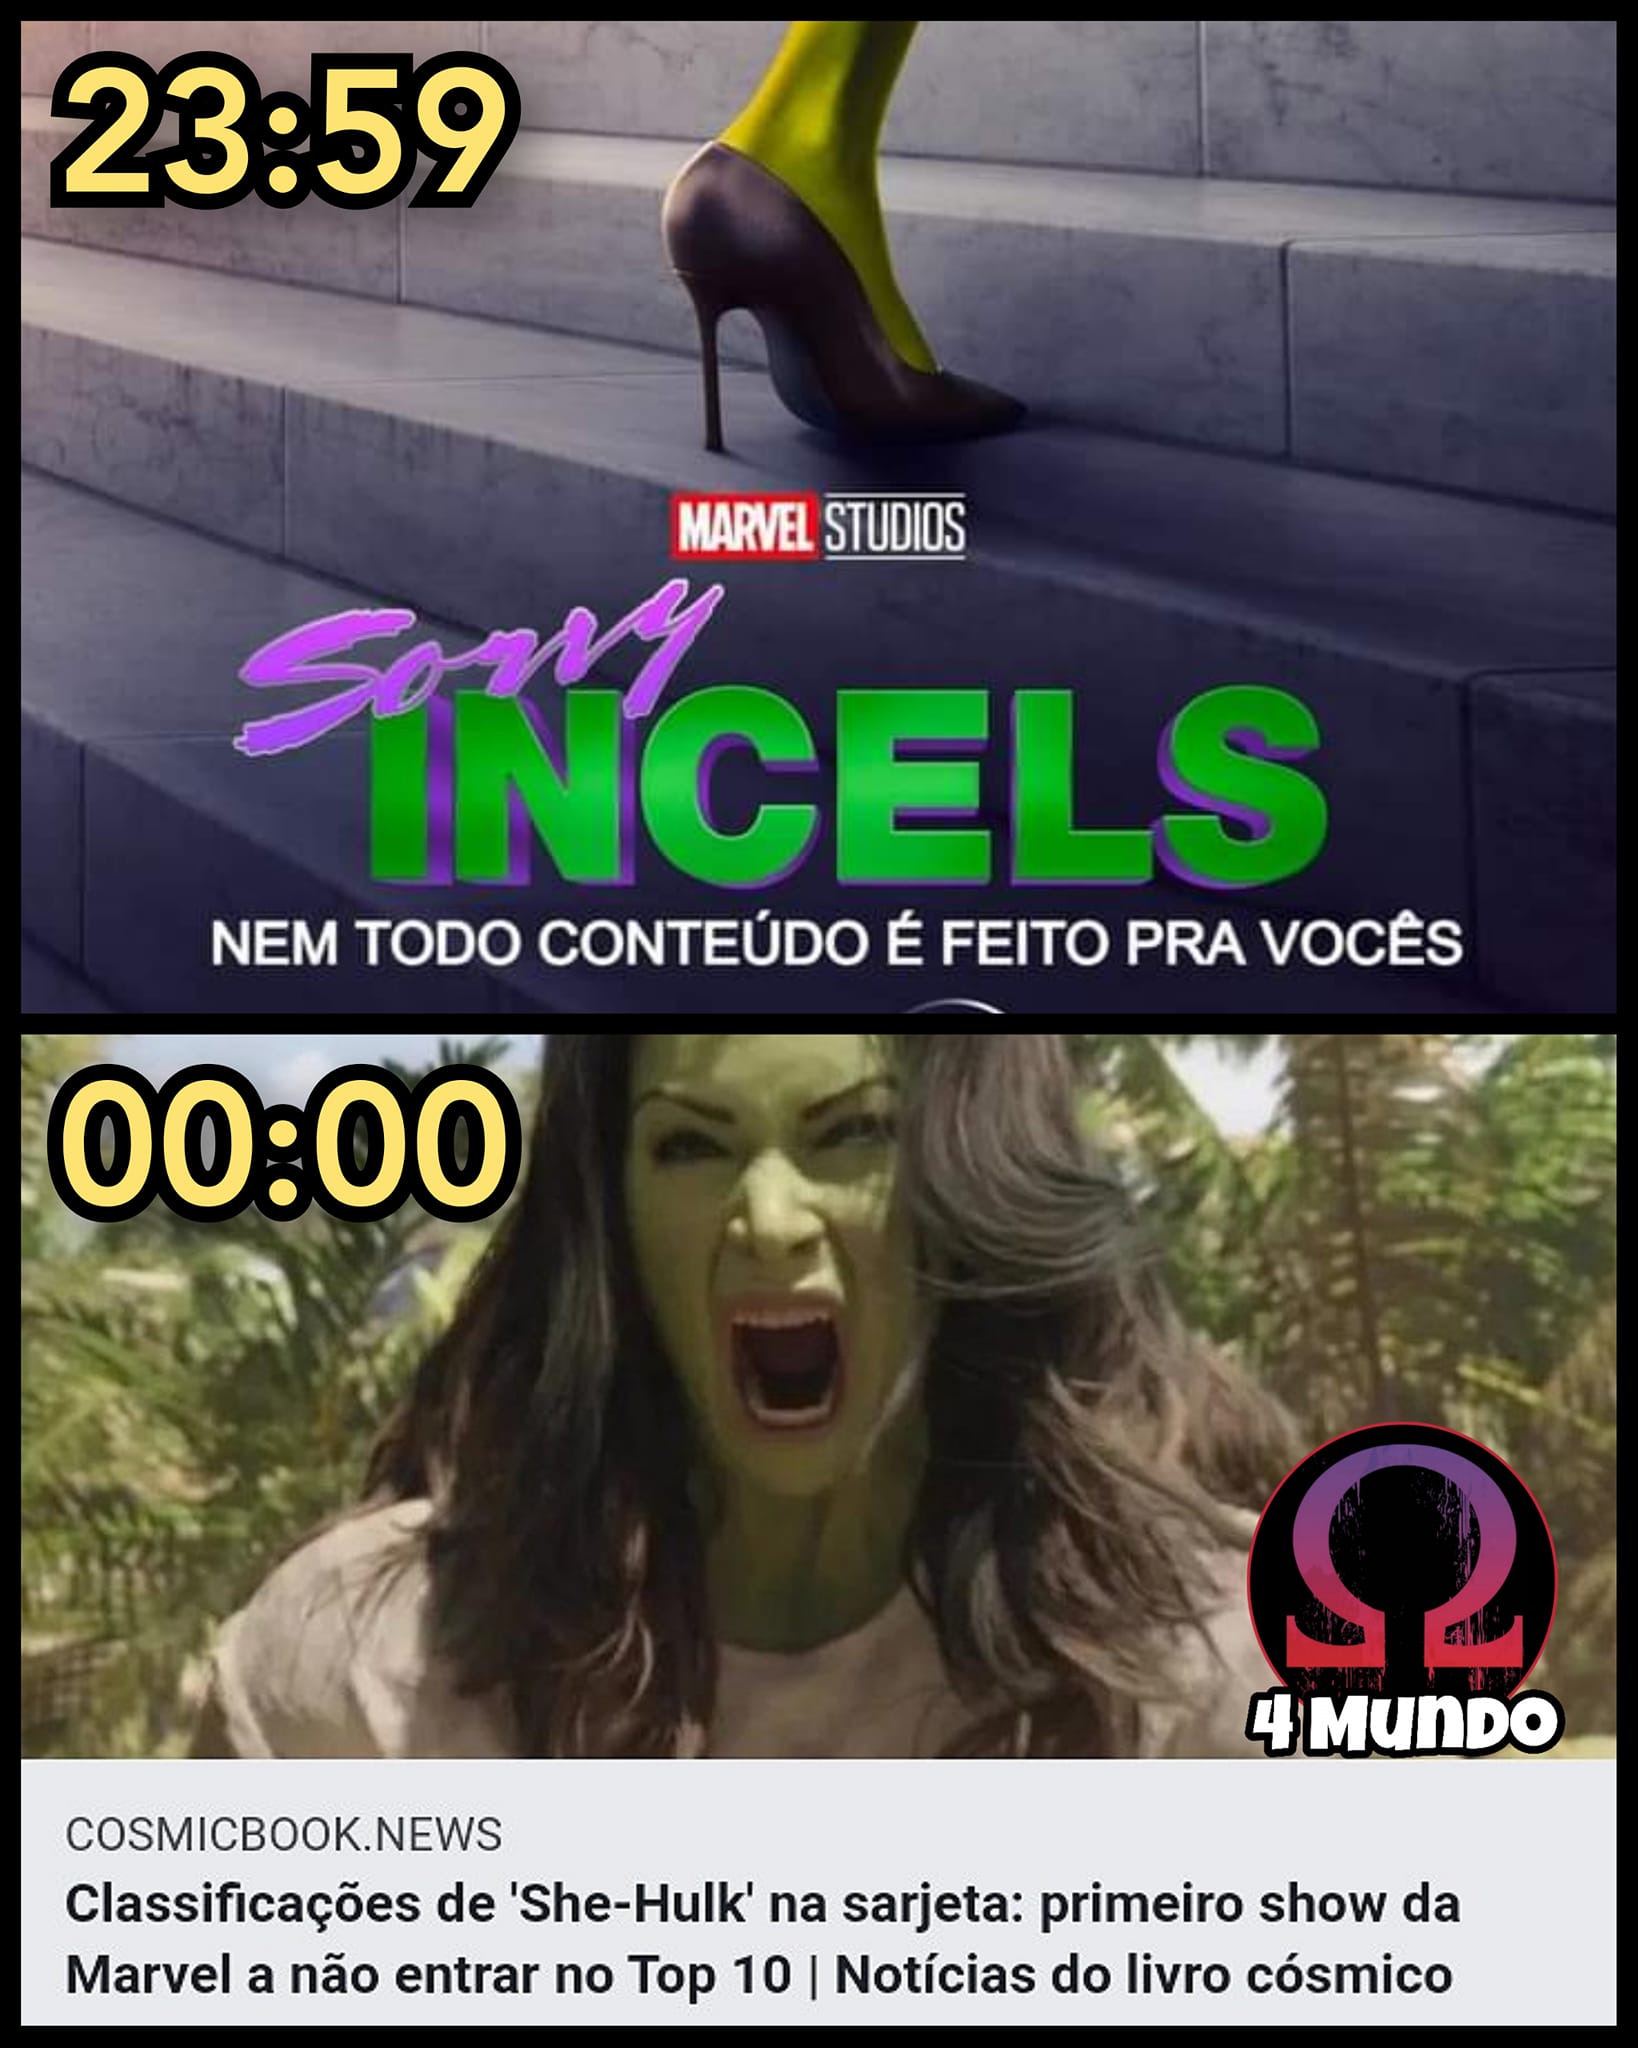 23:59
MARVEL STUDIOS
Sorry
INCELS
NEM TODO CONTEÚDO É FEITO PRA VOCÊS
00:00
Ω
4 MUNDO
COSMICBOOK.NEWS
Classificações de 'She-Hulk' na sarjeta: primeiro show da
Marvel a não entrar no Top 10 | Notícias do livro cósmico